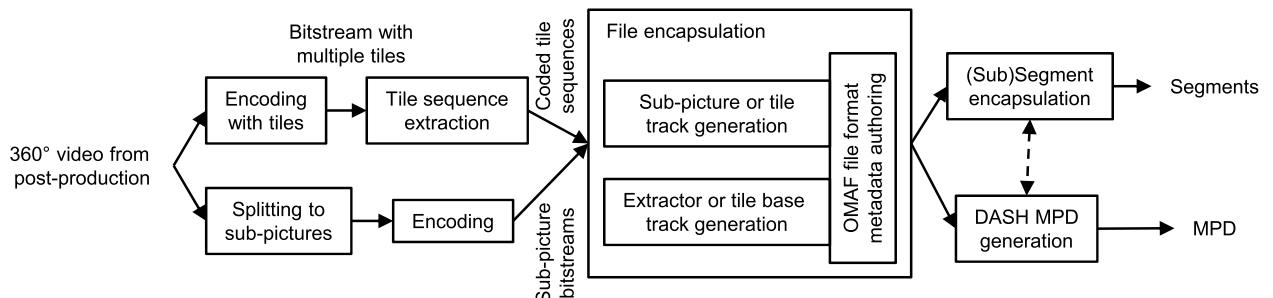 Bitstream with
multiple tiles
Coded tile
sequences
File encapsulation
Encoding
with tiles
Tile sequence
extraction
Sub-picture or tile
track generation
OMAF file format
metadata authoring
(Sub)Segment
encapsulation
Segments
360° video from
post-production
Splitting to
sub-pictures
Encoding
Sub-picture
bitstreams
Extractor or tile base
track generation
DASH MPD
generation
MPD